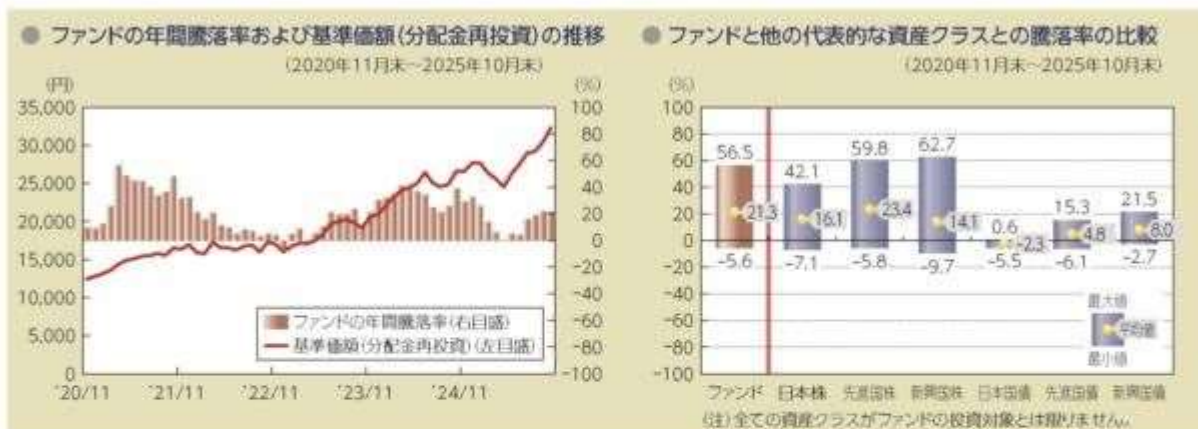 ● ファンドの年間騰落率および基準価額(分配金再投資)の推移
(2020年11月末～2025年10月末)
(円)
(%)
35,000
30,000
25,000
20,000
15,000
10,000
5,000
0
100
80
60
40
20
0
-20
-40
-60
-80
-100
ファンドの年間騰落率(右目盛)
基準価額(分配金再投資)(左目盛)
'20/11 '21/11 '22/11 '23/11 '24/11
● ファンドと他の代表的な資産クラスとの騰落率の比較
(2020年11月末～2025年10月末)
(%)
100
80
60
40
20
0
-20
-40
-60
-80
-100
56.5 42.1 59.8 62.7 0.6 15.3 21.5
21.3 16.1 23.4 14.1 -2.3 4.8 8.0
-5.6 -7.1 -5.8 -9.7 -5.5 -6.1 -2.7
最大値
平均値
最小値
ファンド 日本株 先進国株 新興国株 日本国債 先進国債 新興国債
(注)全ての資産クラスがファンドの投資対象とは限りません。